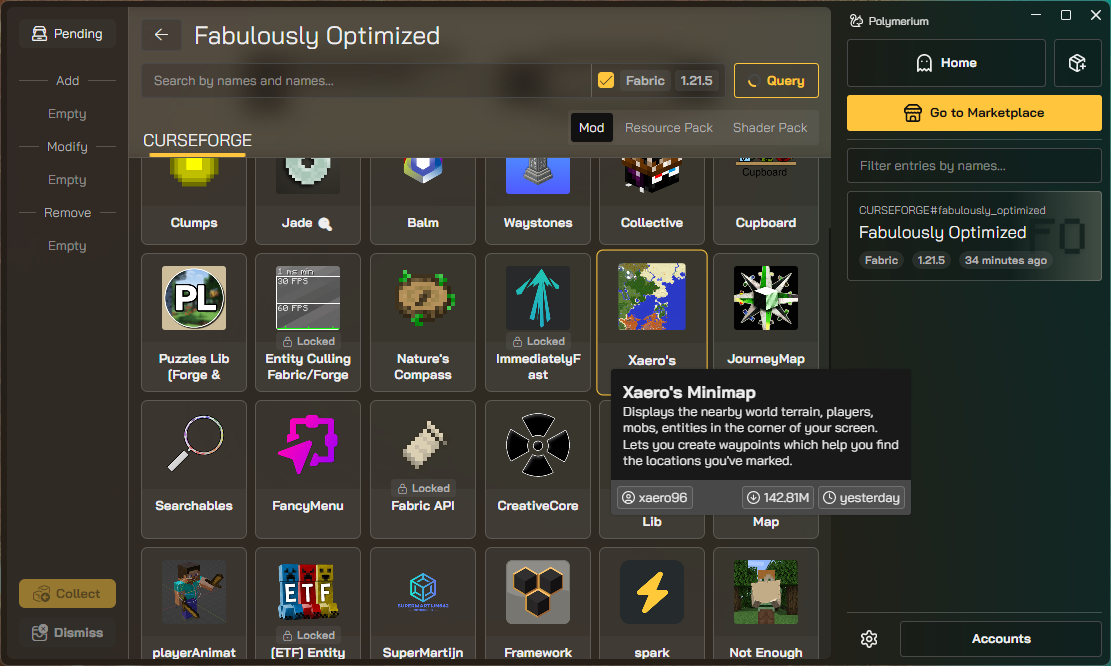 Pending
Add
Empty
Modify
Empty
Remove
Empty
Collect
Dismiss
Fabulously Optimized
Search by names and names...
Fabric
1.21.5
Query
CURSEFORGE
Mod
Resource Pack
Shader Pack
Cupboard
Clumps
Jade
Balm
Waystones
Collective
Cupboard
PL
Puzzles Lib
(Forge &
1 ms min
30 FPS
60 FPS
Locked
Entity Culling
Fabric/Forge
Nature's
Compass
Locked
ImmediatelyF
ast
Xaero's
JourneyMap
Xaero's Minimap
Displays the nearby world terrain, players,
mobs, entities in the corner of your screen.
Lets you create waypoints which help you find
the locations you've marked.
xaero96
142.81M
yesterday
Searchables
FancyMenu
Locked
Fabric API
CreativeCore
Lib
Map
playerAnimat
ETF
Locked
[ETF] Entity
SUPERMARTIJN642
SuperMartijn
Framework
spark
Not Enough
Polymerium
Home
Go to Marketplace
Filter entries by names...
CURSEFORGE#fabulously_optimized
Fabulously Optimized
Fabric
1.21.5
34 minutes ago
FO
Accounts